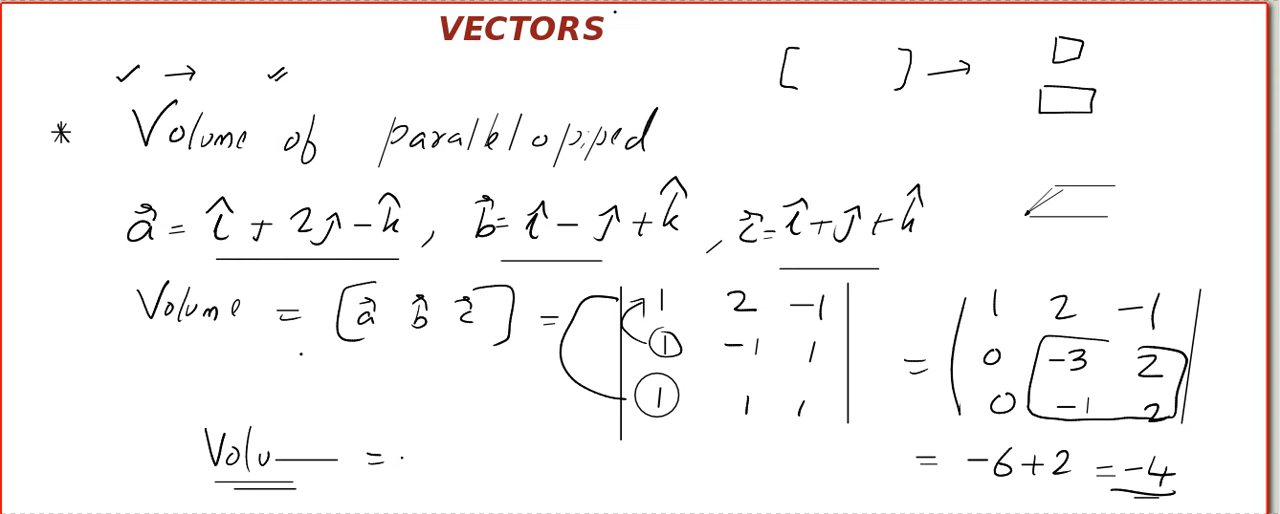 VECTORS
[ ] →
* Volume of parallelopiped
a⃗ = î + 2ĵ - k̂, b⃗ = î - ĵ + k̂, c⃗ = î + ĵ + k̂
Volume = [a⃗ b⃗ c⃗] = | 1 2 -1 | = | 1 2 -1 |
1 -1 1 0 -3 2
1 1 1 0 -1 2
Volu = = -6+2 = -4